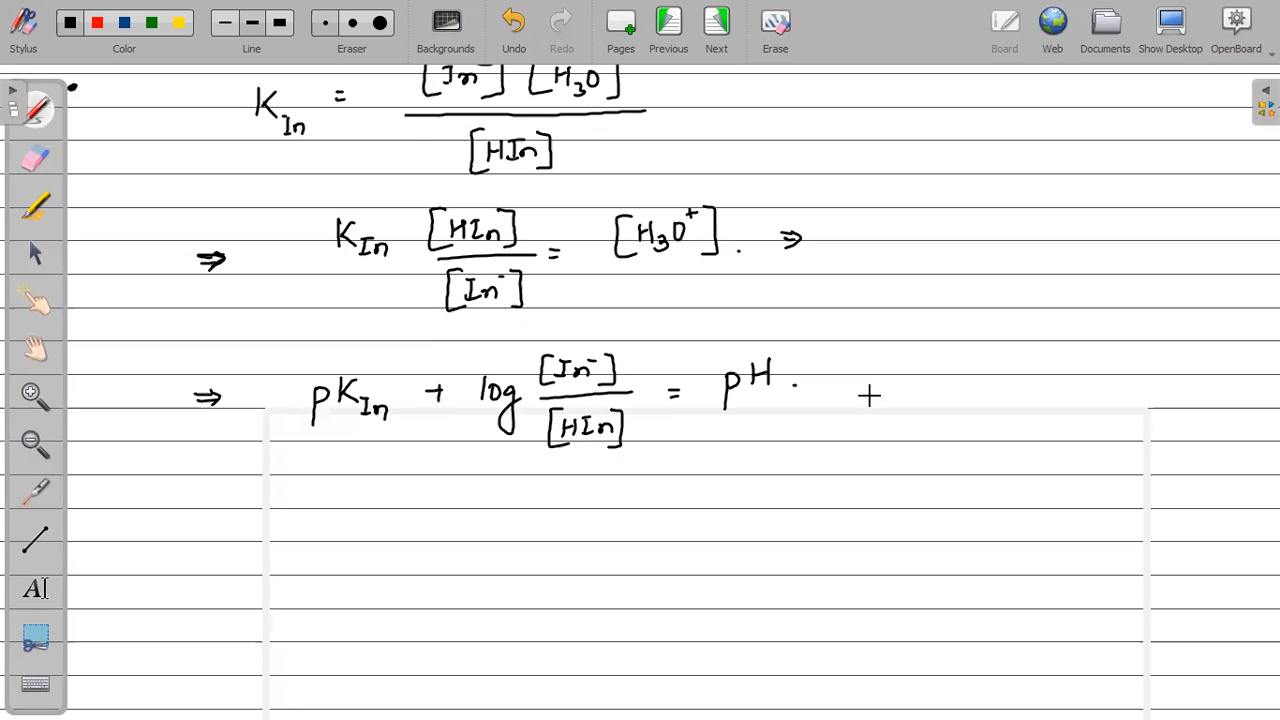 Stylus Color Line Eraser Backgrounds Undo Redo Pages Previous Next Erase Board Web Documents Show Desktop OpenBoard
K_In = [In⁻] [H₃O]
[HIn]
⇒ K_In [HIn] / [In⁻] = [H₃O⁺]. ⇒
⇒ pK_In + log [In⁻] / [HIn] = pH.